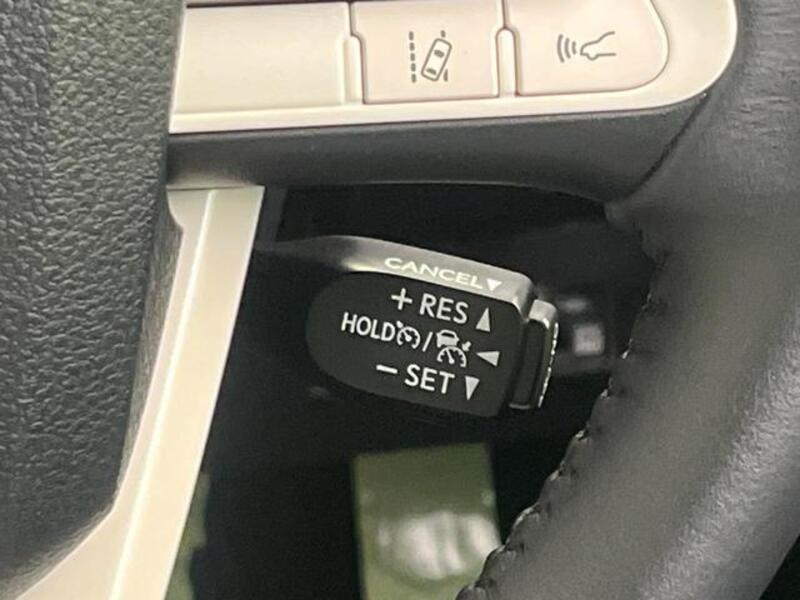 CANCEL▼
+ RES ▲
HOLD / ◀
− SET ▼